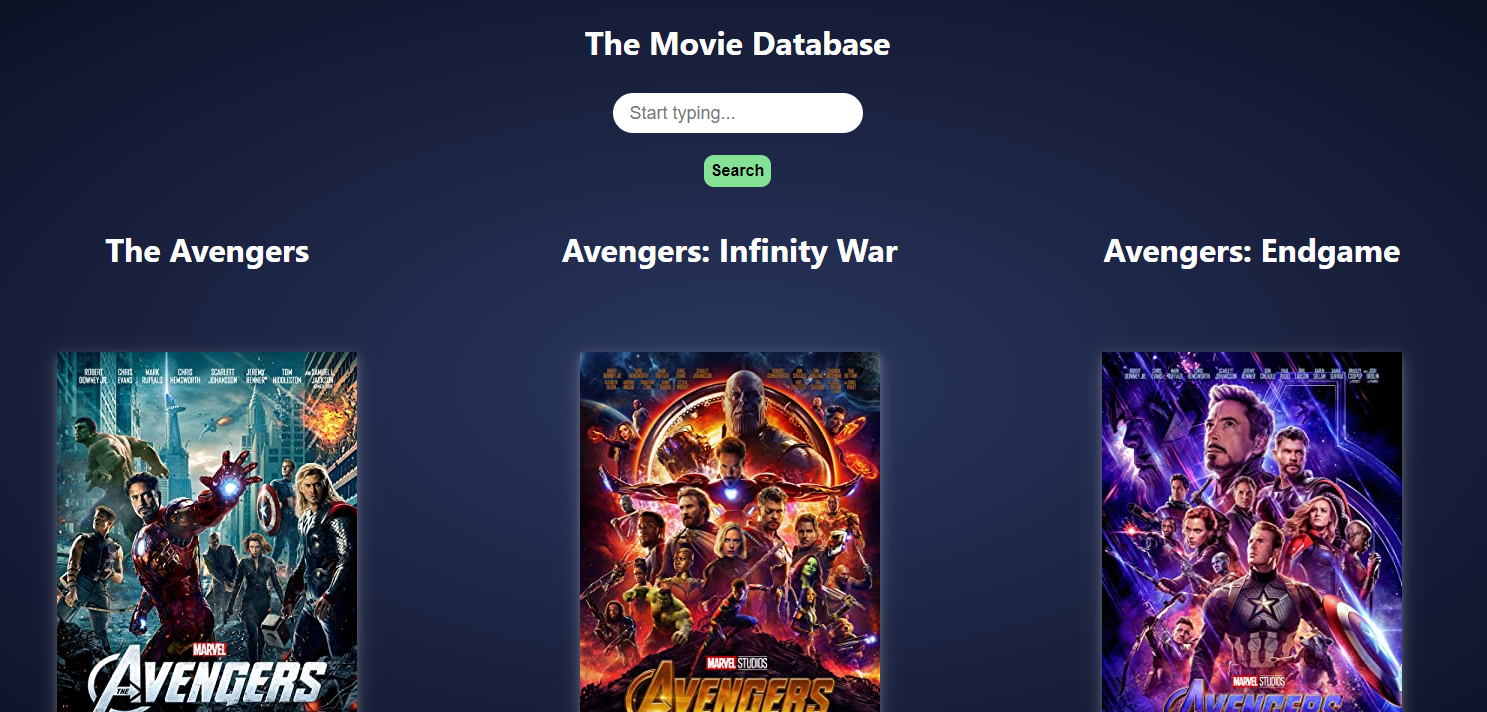 The Movie Database
Start typing...
Search
The Avengers
Avengers: Infinity War
Avengers: Endgame
ROBERT DOWNEY JR. CHRIS EVANS MARK RUFFALO CHRIS HEMSWORTH SCARLETT JOHANSSON JEREMY RENNER TOM HIDDLESTON AND SAMUEL L. JACKSON
MARVEL
THE AVENGERS
MARVEL STUDIOS
AVENGERS
MARVEL STUDIOS
AVENGERS